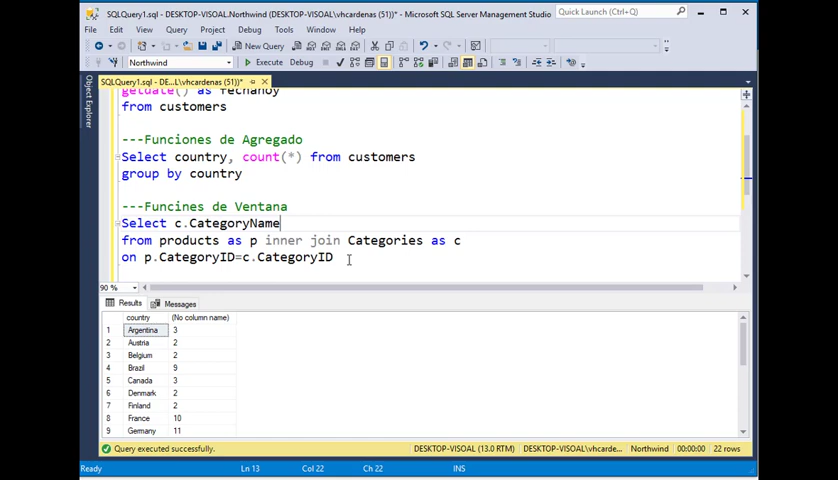 SQLQuery1.sql - DESKTOP-VISOAL.Northwind (DESKTOP-VISOAL\vhcardenas (51))* - Microsoft SQL Server Management Studio
Quick Launch (Ctrl+Q)
File Edit View Query Project Debug Tools Window Help
New Query
Northwind Execute Debug
SQLQuery1.sql - DE...L\vhcardenas (51))*
Object Explorer
getdate() as fechahoy
from customers
---Funciones de Agregado
Select country, count(*) from customers
group by country
---Funcines de Ventana
Select c.CategoryName
from products as p inner join Categories as c
on p.CategoryID=c.CategoryID
90 %
Results Messages
country (No column name)
1 Argentina 3
2 Austria 2
3 Belgium 2
4 Brazil 9
5 Canada 3
6 Denmark 2
7 Finland 2
8 France 10
9 Germany 11
Query executed successfully. DESKTOP-VISOAL (13.0 RTM) DESKTOP-VISOAL\vhcarde... Northwind 00:00:00 22 rows
Ready Ln 13 Col 22 Ch 22 INS